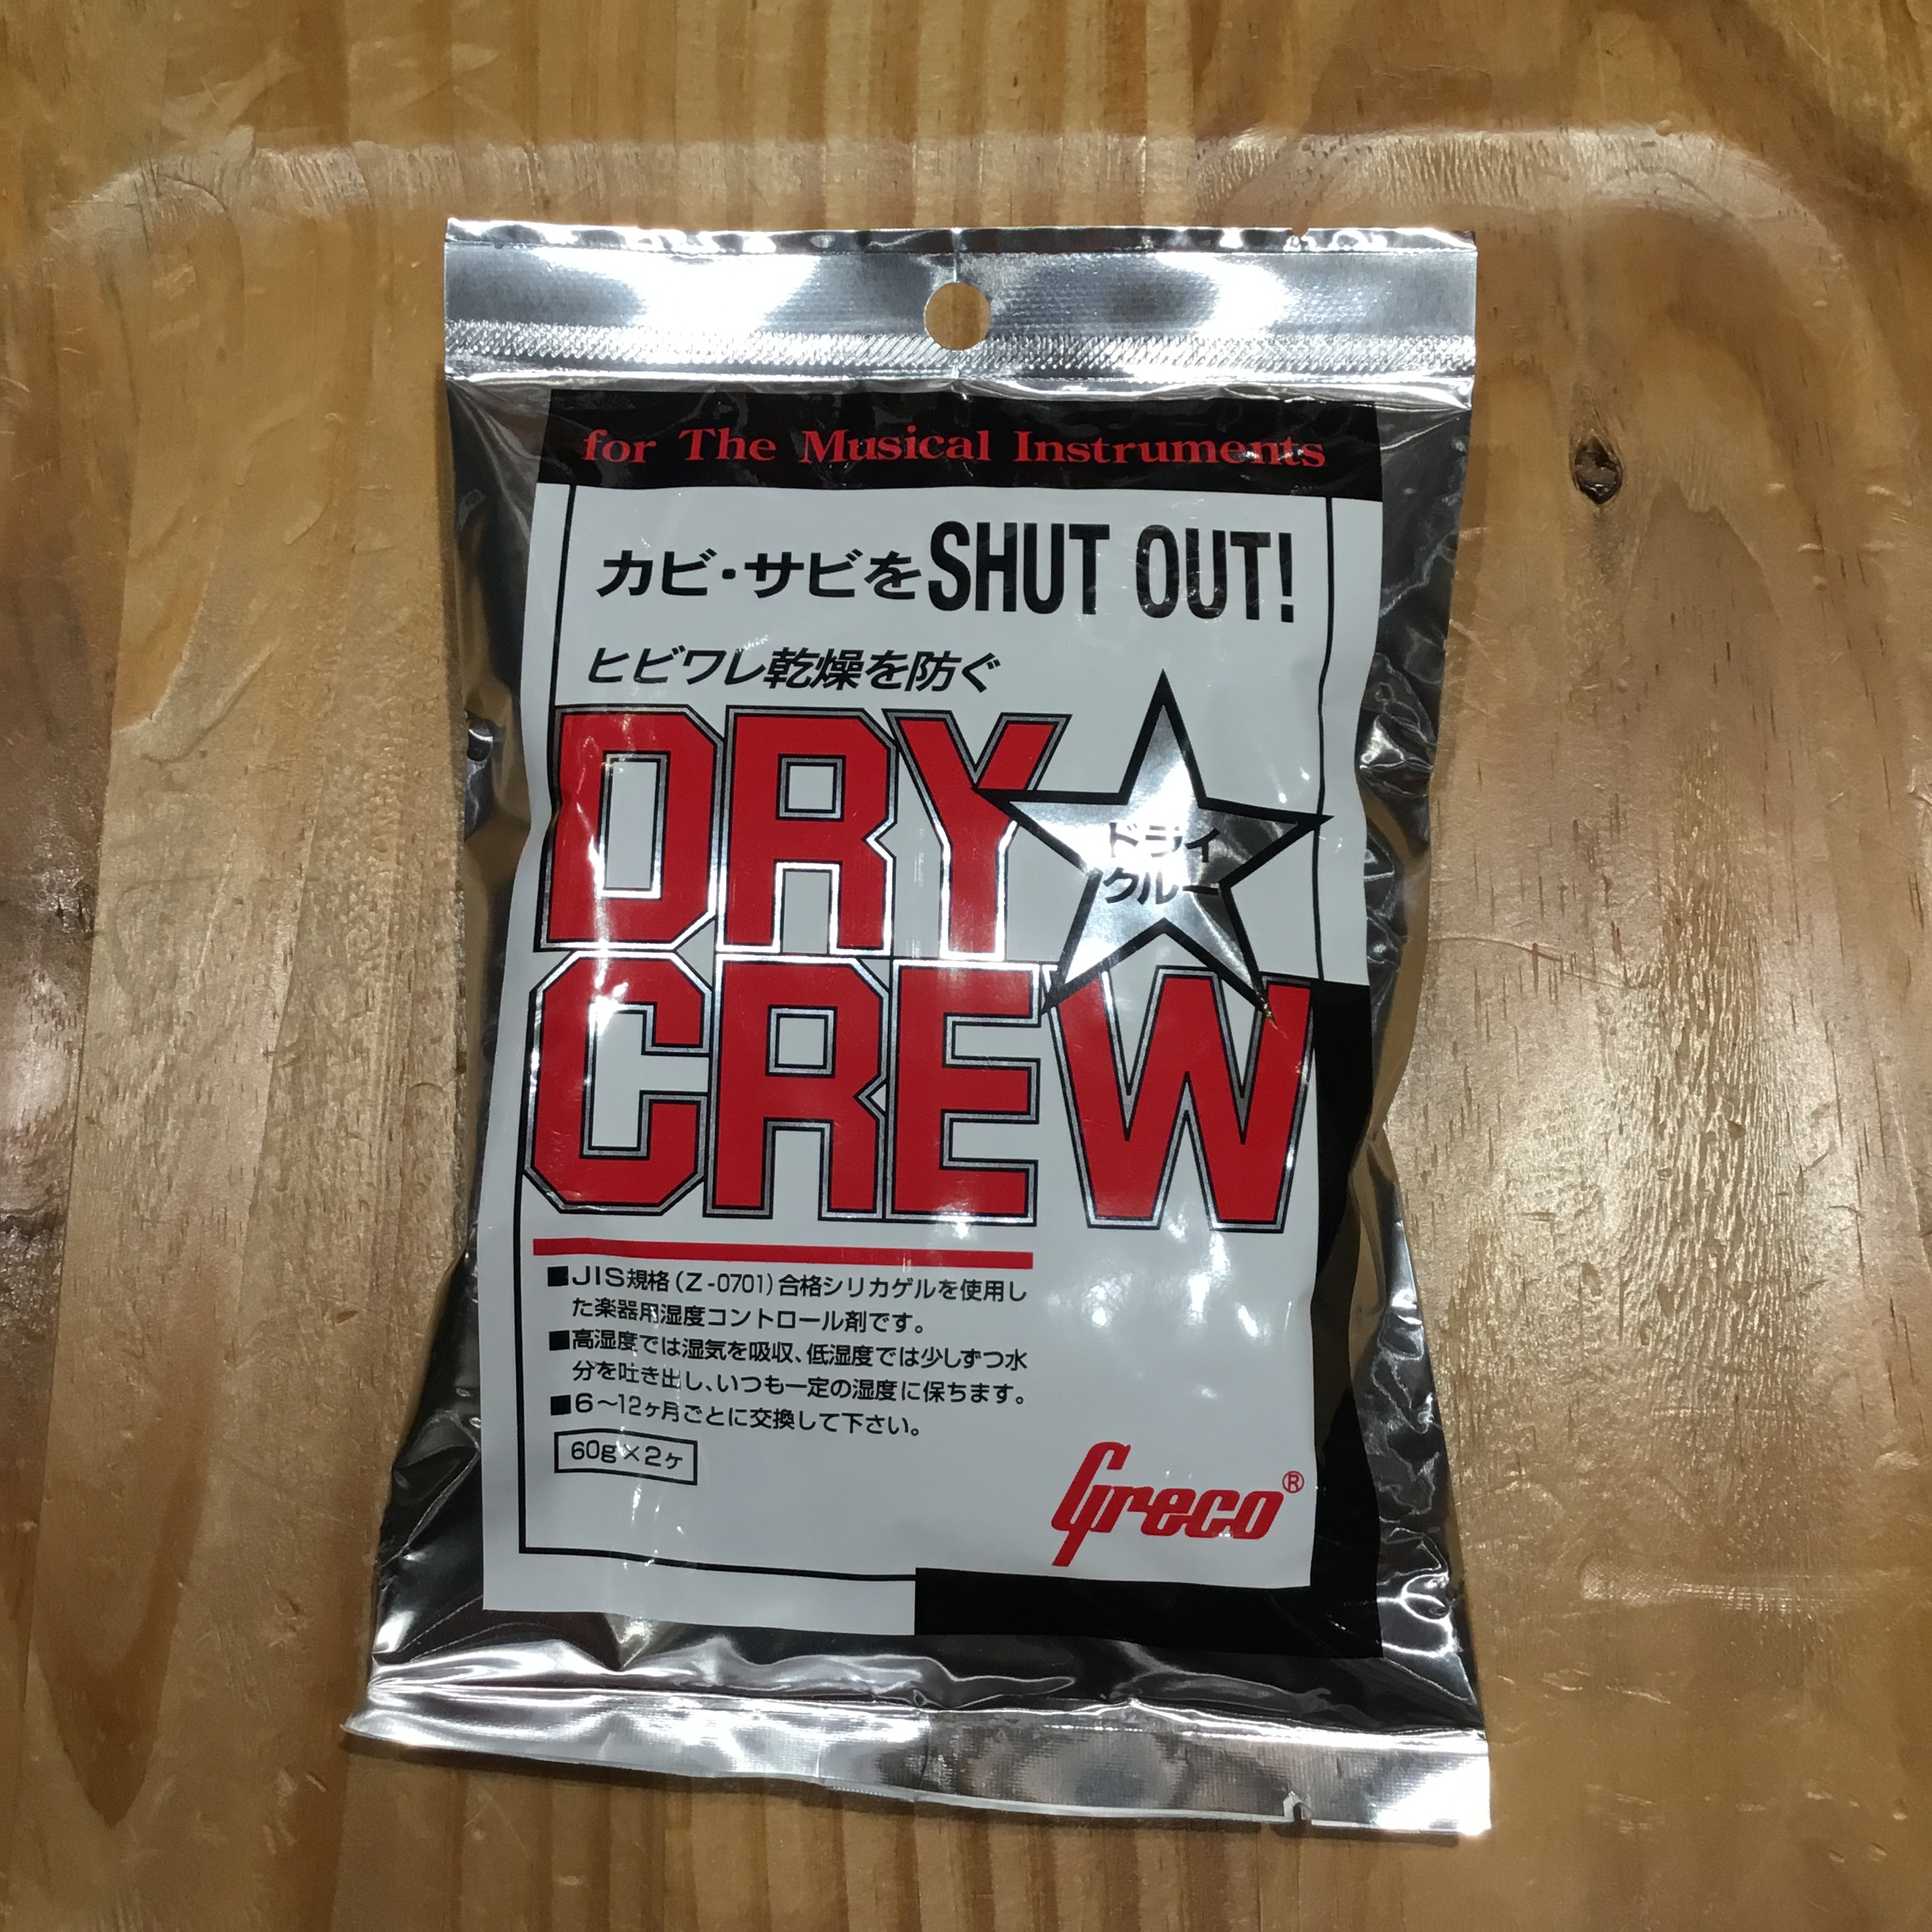 for The Musical Instruments
カビ・サビをSHUT OUT!
ヒビワレ乾燥を防ぐ
DRY
ドライ
クルー
CREW
■JIS規格(Z-0701)合格シリカゲルを使用し
た楽器用湿度コントロール剤です。
■高湿度では湿気を吸収、低湿度では少しずつ水
分を吐き出し、いつも一定の湿度に保ちます。
■6〜12ヶ月ごとに交換して下さい。
60g×2ヶ
Greco®